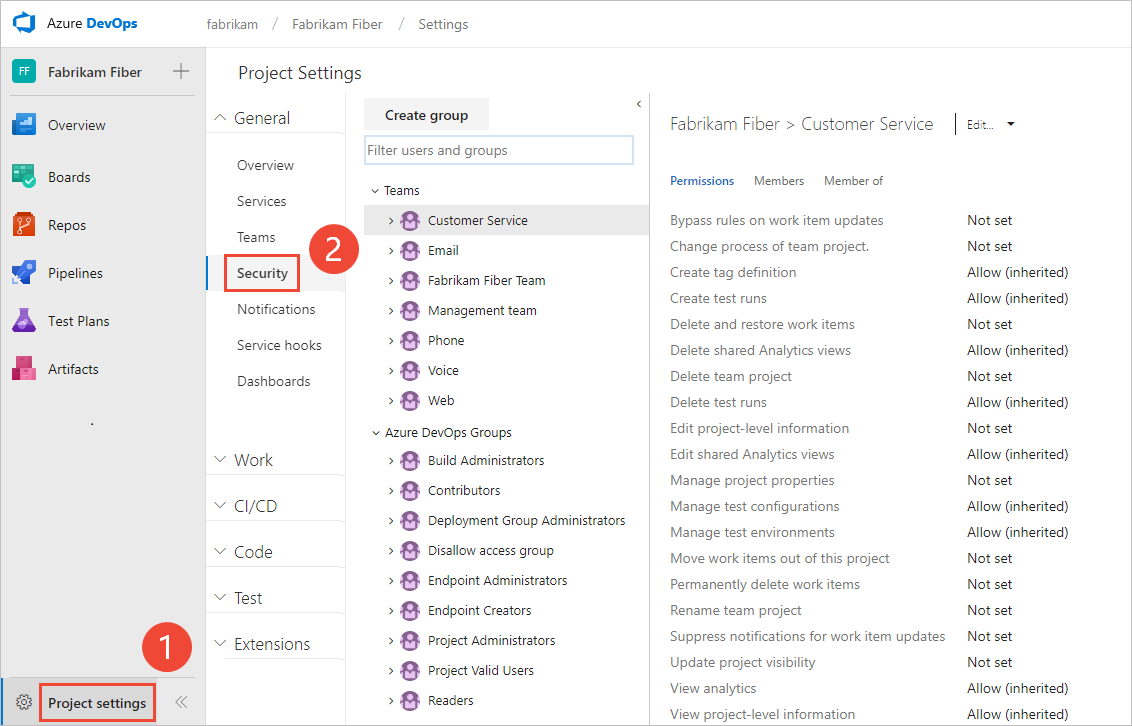 Azure DevOps
fabrikam / Fabrikam Fiber / Settings
FF Fabrikam Fiber
Overview
Boards
Repos
Pipelines
Test Plans
Artifacts
.
1
Project settings
Project Settings
General
Overview
Services
Teams
2
Security
Notifications
Service hooks
Dashboards
Work
CI/CD
Code
Test
Extensions
Create group
Filter users and groups
Teams
Customer Service
Email
Fabrikam Fiber Team
Management team
Phone
Voice
Web
Azure DevOps Groups
Build Administrators
Contributors
Deployment Group Administrators
Disallow access group
Endpoint Administrators
Endpoint Creators
Project Administrators
Project Valid Users
Readers
Fabrikam Fiber > Customer Service | Edit...
Permissions Members Member of
Bypass rules on work item updates Not set
Change process of team project. Not set
Create tag definition Allow (inherited)
Create test runs Allow (inherited)
Delete and restore work items Not set
Delete shared Analytics views Allow (inherited)
Delete team project Not set
Delete test runs Allow (inherited)
Edit project-level information Not set
Edit shared Analytics views Allow (inherited)
Manage project properties Not set
Manage test configurations Allow (inherited)
Manage test environments Allow (inherited)
Move work items out of this project Not set
Permanently delete work items Not set
Rename team project Not set
Suppress notifications for work item updates Not set
Update project visibility Not set
View analytics Allow (inherited)
View project-level information Allow (inherited)